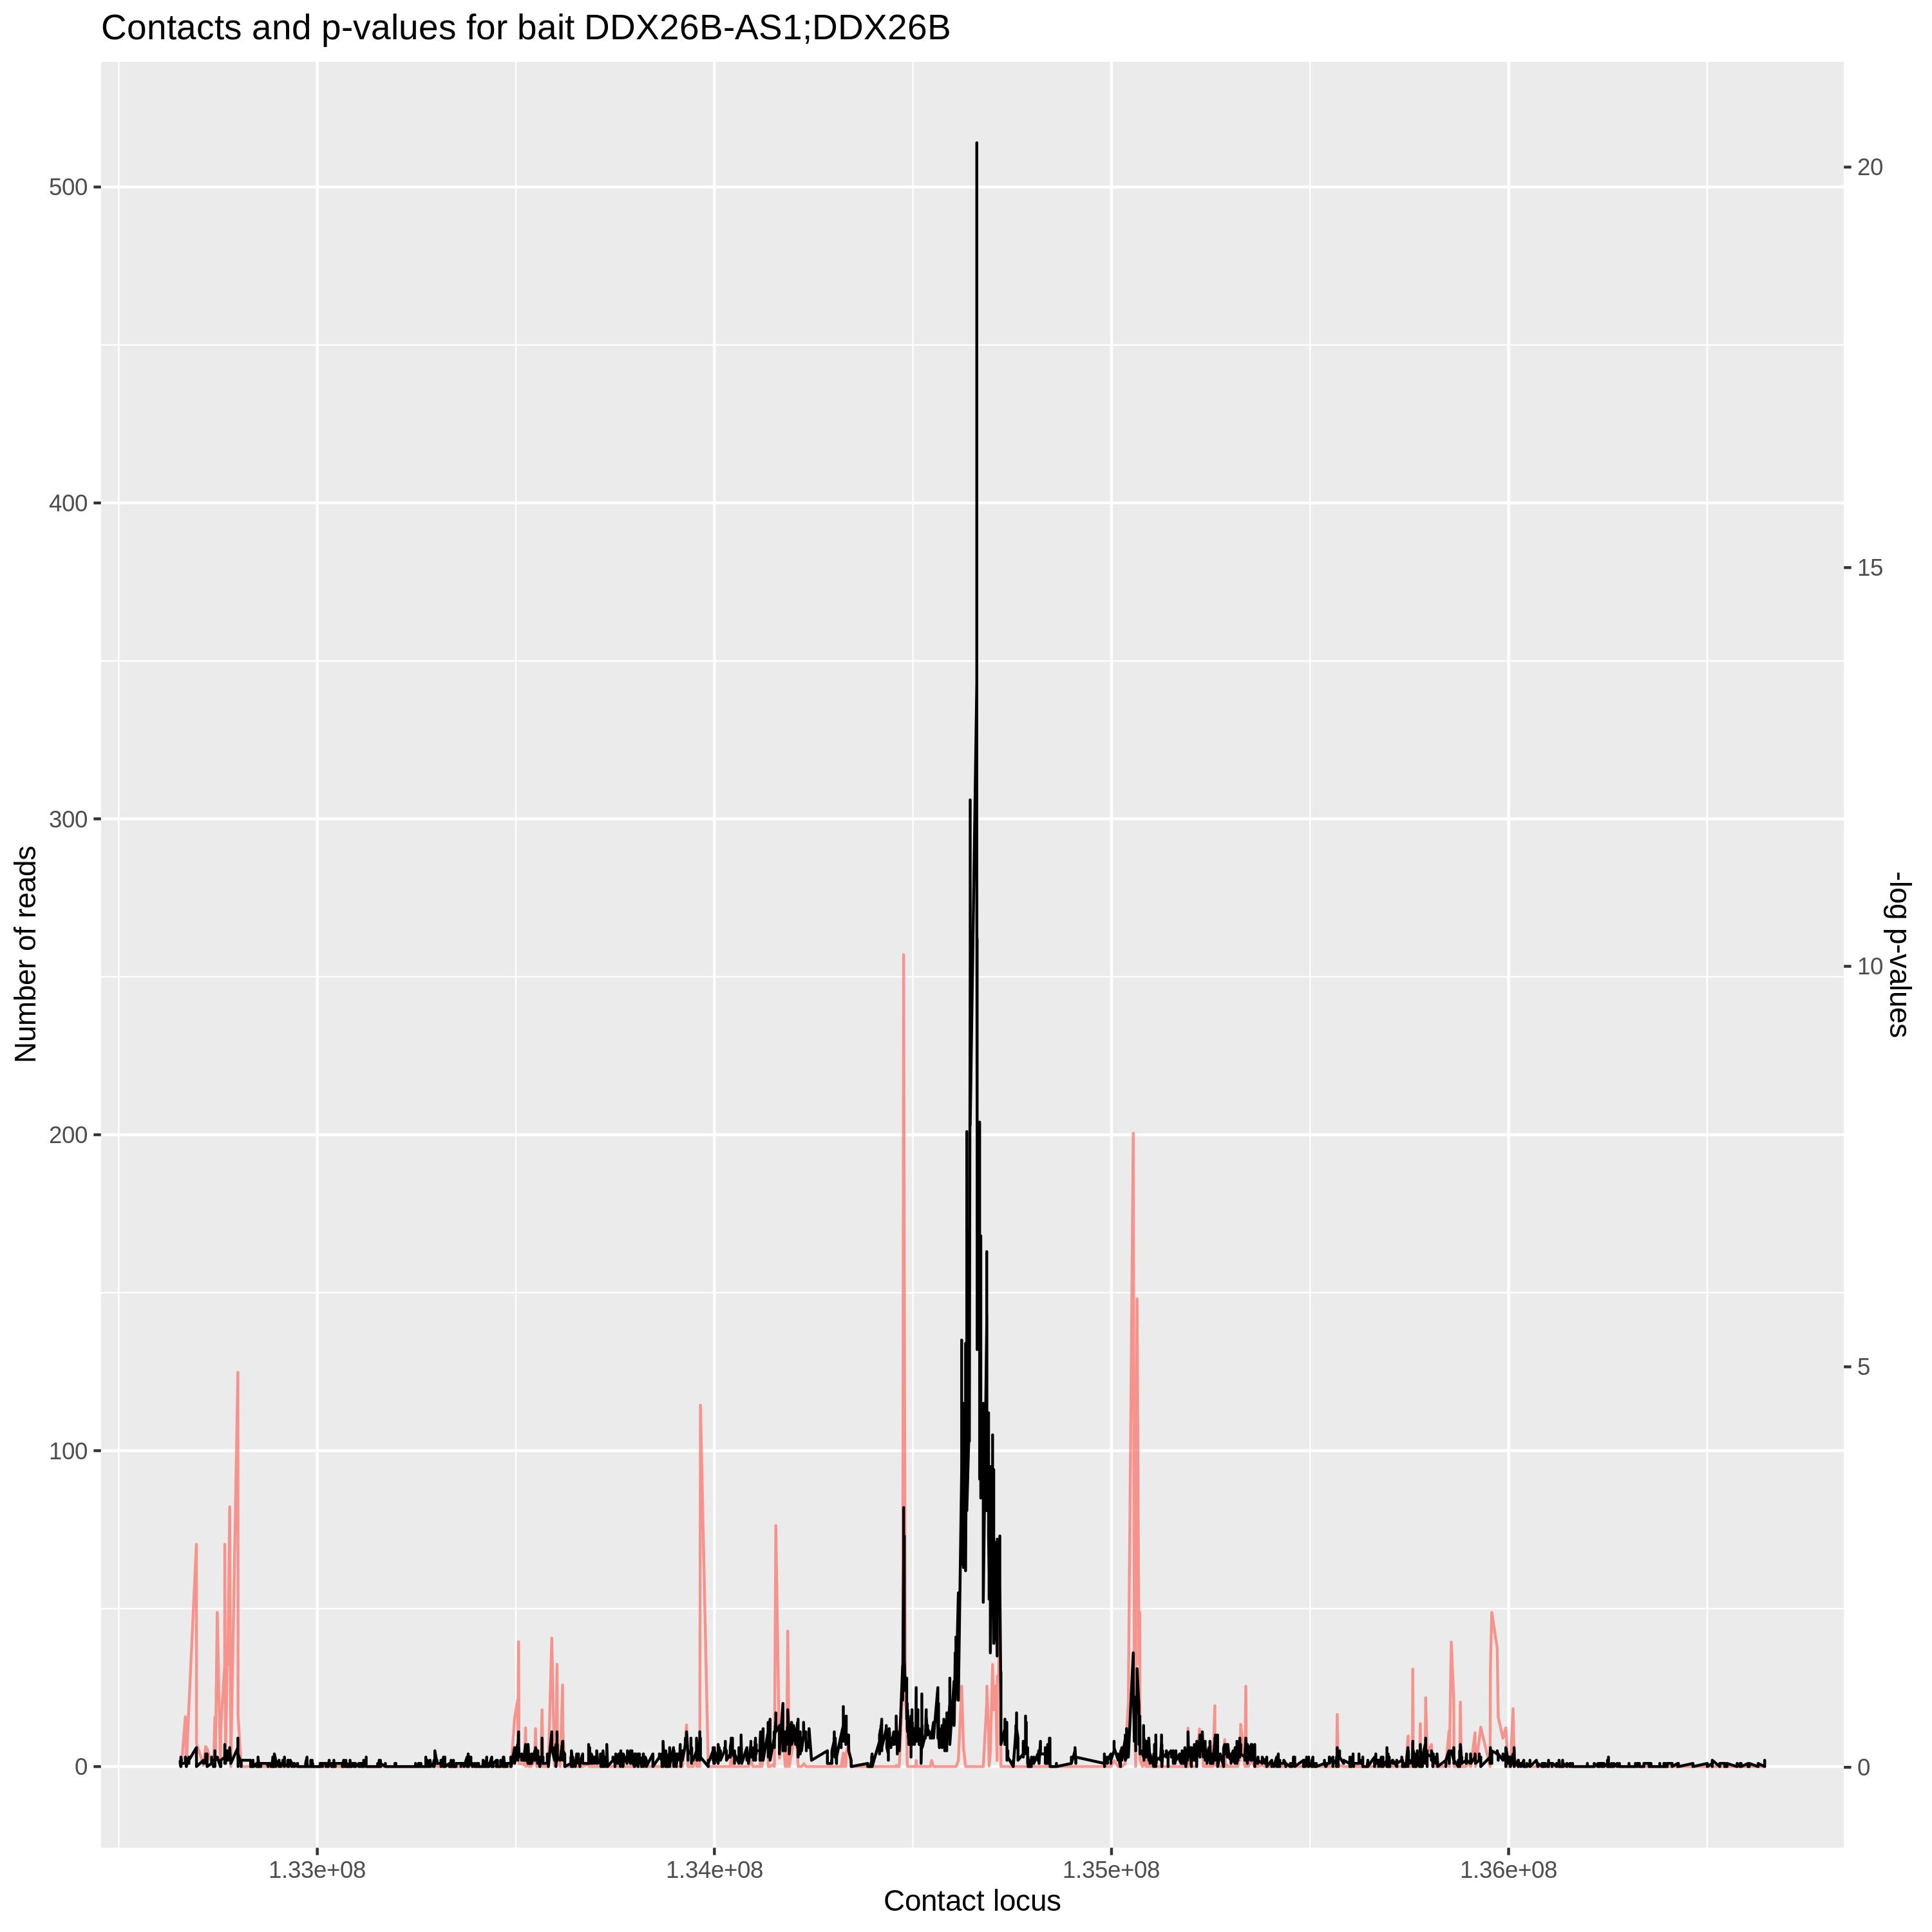 Contacts and p-values for bait DDX26B-AS1;DDX26B
500
400
300
200
100
0
Number of reads
20
15
10
5
0
-log p-values
1.33e+08
1.34e+08
1.35e+08
1.36e+08
Contact locus